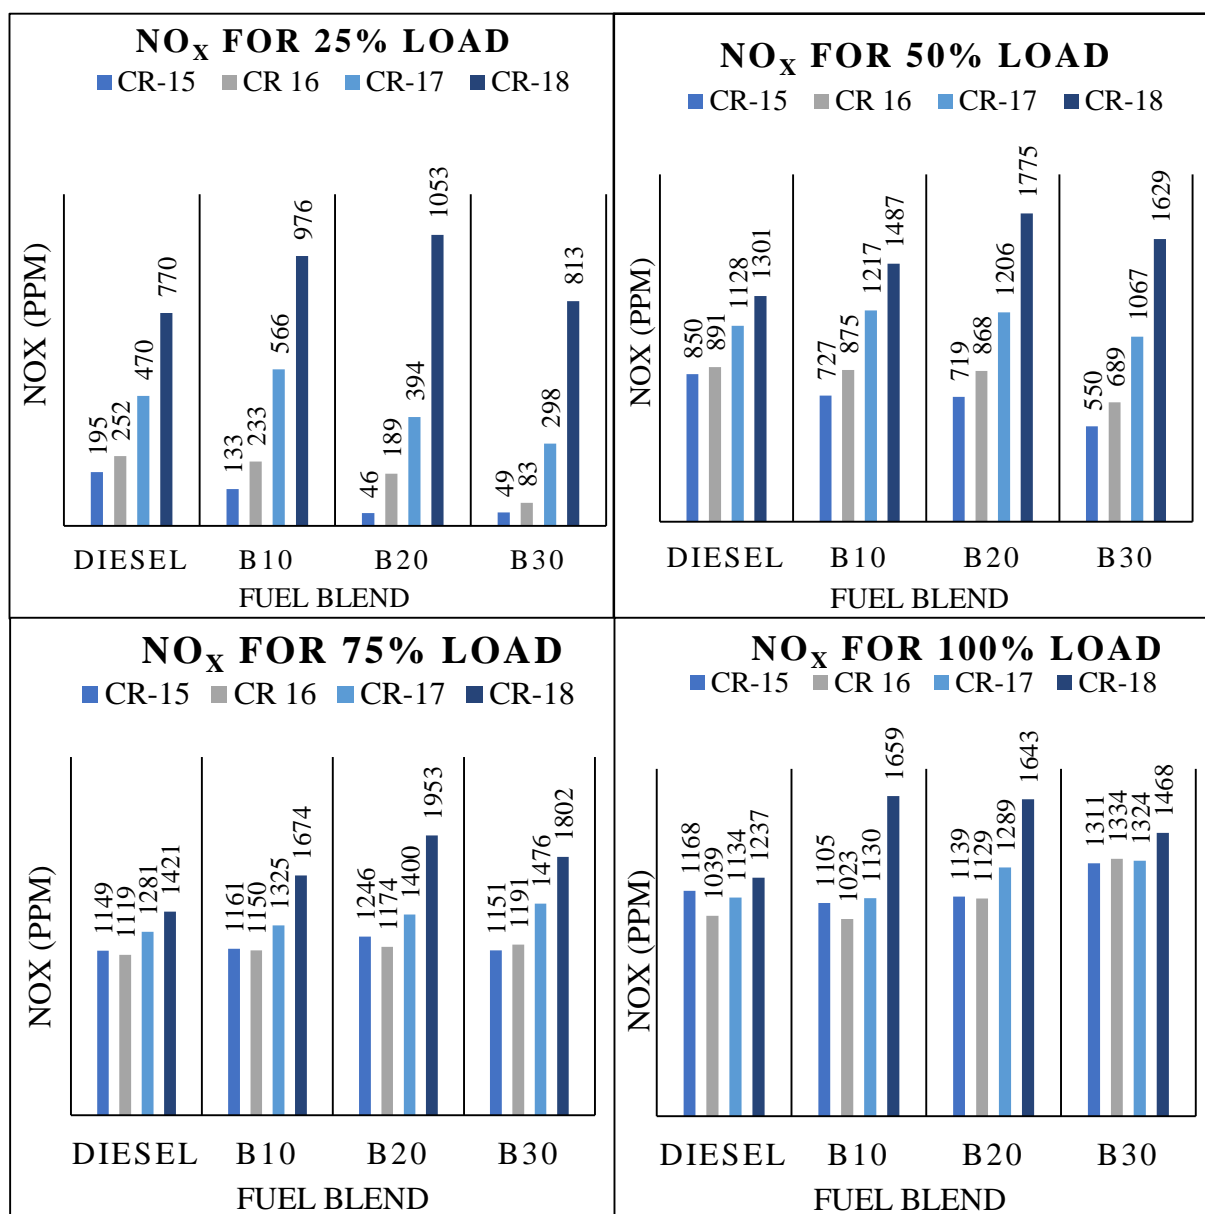 NOX FOR 25% LOAD
CR-15 CR 16 CR-17 CR-18
NOX (PPM)
195 252 470 770
133 233 566 976
46 189 394 1053
49 83 298 813
DIESEL B10 B20 B30
FUEL BLEND
NOX FOR 50% LOAD
CR-15 CR 16 CR-17 CR-18
NOX (PPM)
850 891 1128 1301
727 875 1217 1487
719 868 1206 1775
550 689 1067 1629
DIESEL B10 B20 B30
FUEL BLEND
NOX FOR 75% LOAD
CR-15 CR 16 CR-17 CR-18
NOX (PPM)
1149 1119 1281 1421
1161 1150 1325 1674
1246 1174 1400 1953
1151 1191 1476 1802
DIESEL B10 B20 B30
FUEL BLEND
NOX FOR 100% LOAD
CR-15 CR 16 CR-17 CR-18
NOX (PPM)
1168 1039 1134 1237
1105 1023 1130 1659
1139 1129 1289 1643
1311 1334 1324 1468
DIESEL B10 B20 B30
FUEL BLEND